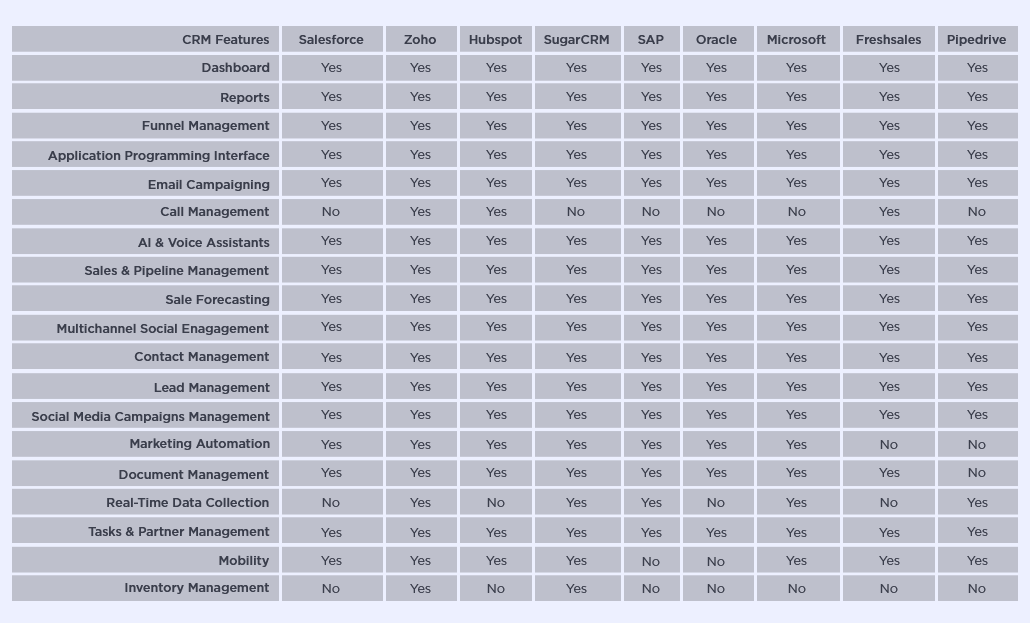 CRM Features Salesforce Zoho Hubspot SugarCRM SAP Oracle Microsoft Freshsales Pipedrive
Dashboard Yes Yes Yes Yes Yes Yes Yes Yes Yes
Reports Yes Yes Yes Yes Yes Yes Yes Yes Yes
Funnel Management Yes Yes Yes Yes Yes Yes Yes Yes Yes
Application Programming Interface Yes Yes Yes Yes Yes Yes Yes Yes Yes
Email Campaigning Yes Yes Yes Yes Yes Yes Yes Yes Yes
Call Management No Yes Yes No No No No Yes No
AI & Voice Assistants Yes Yes Yes Yes Yes Yes Yes Yes Yes
Sales & Pipeline Management Yes Yes Yes Yes Yes Yes Yes Yes Yes
Sale Forecasting Yes Yes Yes Yes Yes Yes Yes Yes Yes
Multichannel Social Enagagement Yes Yes Yes Yes Yes Yes Yes Yes Yes
Contact Management Yes Yes Yes Yes Yes Yes Yes Yes Yes
Lead Management Yes Yes Yes Yes Yes Yes Yes Yes Yes
Social Media Campaigns Management Yes Yes Yes Yes Yes Yes Yes Yes Yes
Marketing Automation Yes Yes Yes Yes Yes Yes Yes No No
Document Management Yes Yes Yes Yes Yes Yes Yes Yes No
Real-Time Data Collection No Yes No Yes Yes No Yes No Yes
Tasks & Partner Management Yes Yes Yes Yes Yes Yes Yes Yes Yes
Mobility Yes Yes Yes Yes No No Yes Yes Yes
Inventory Management No Yes No Yes No No No No No